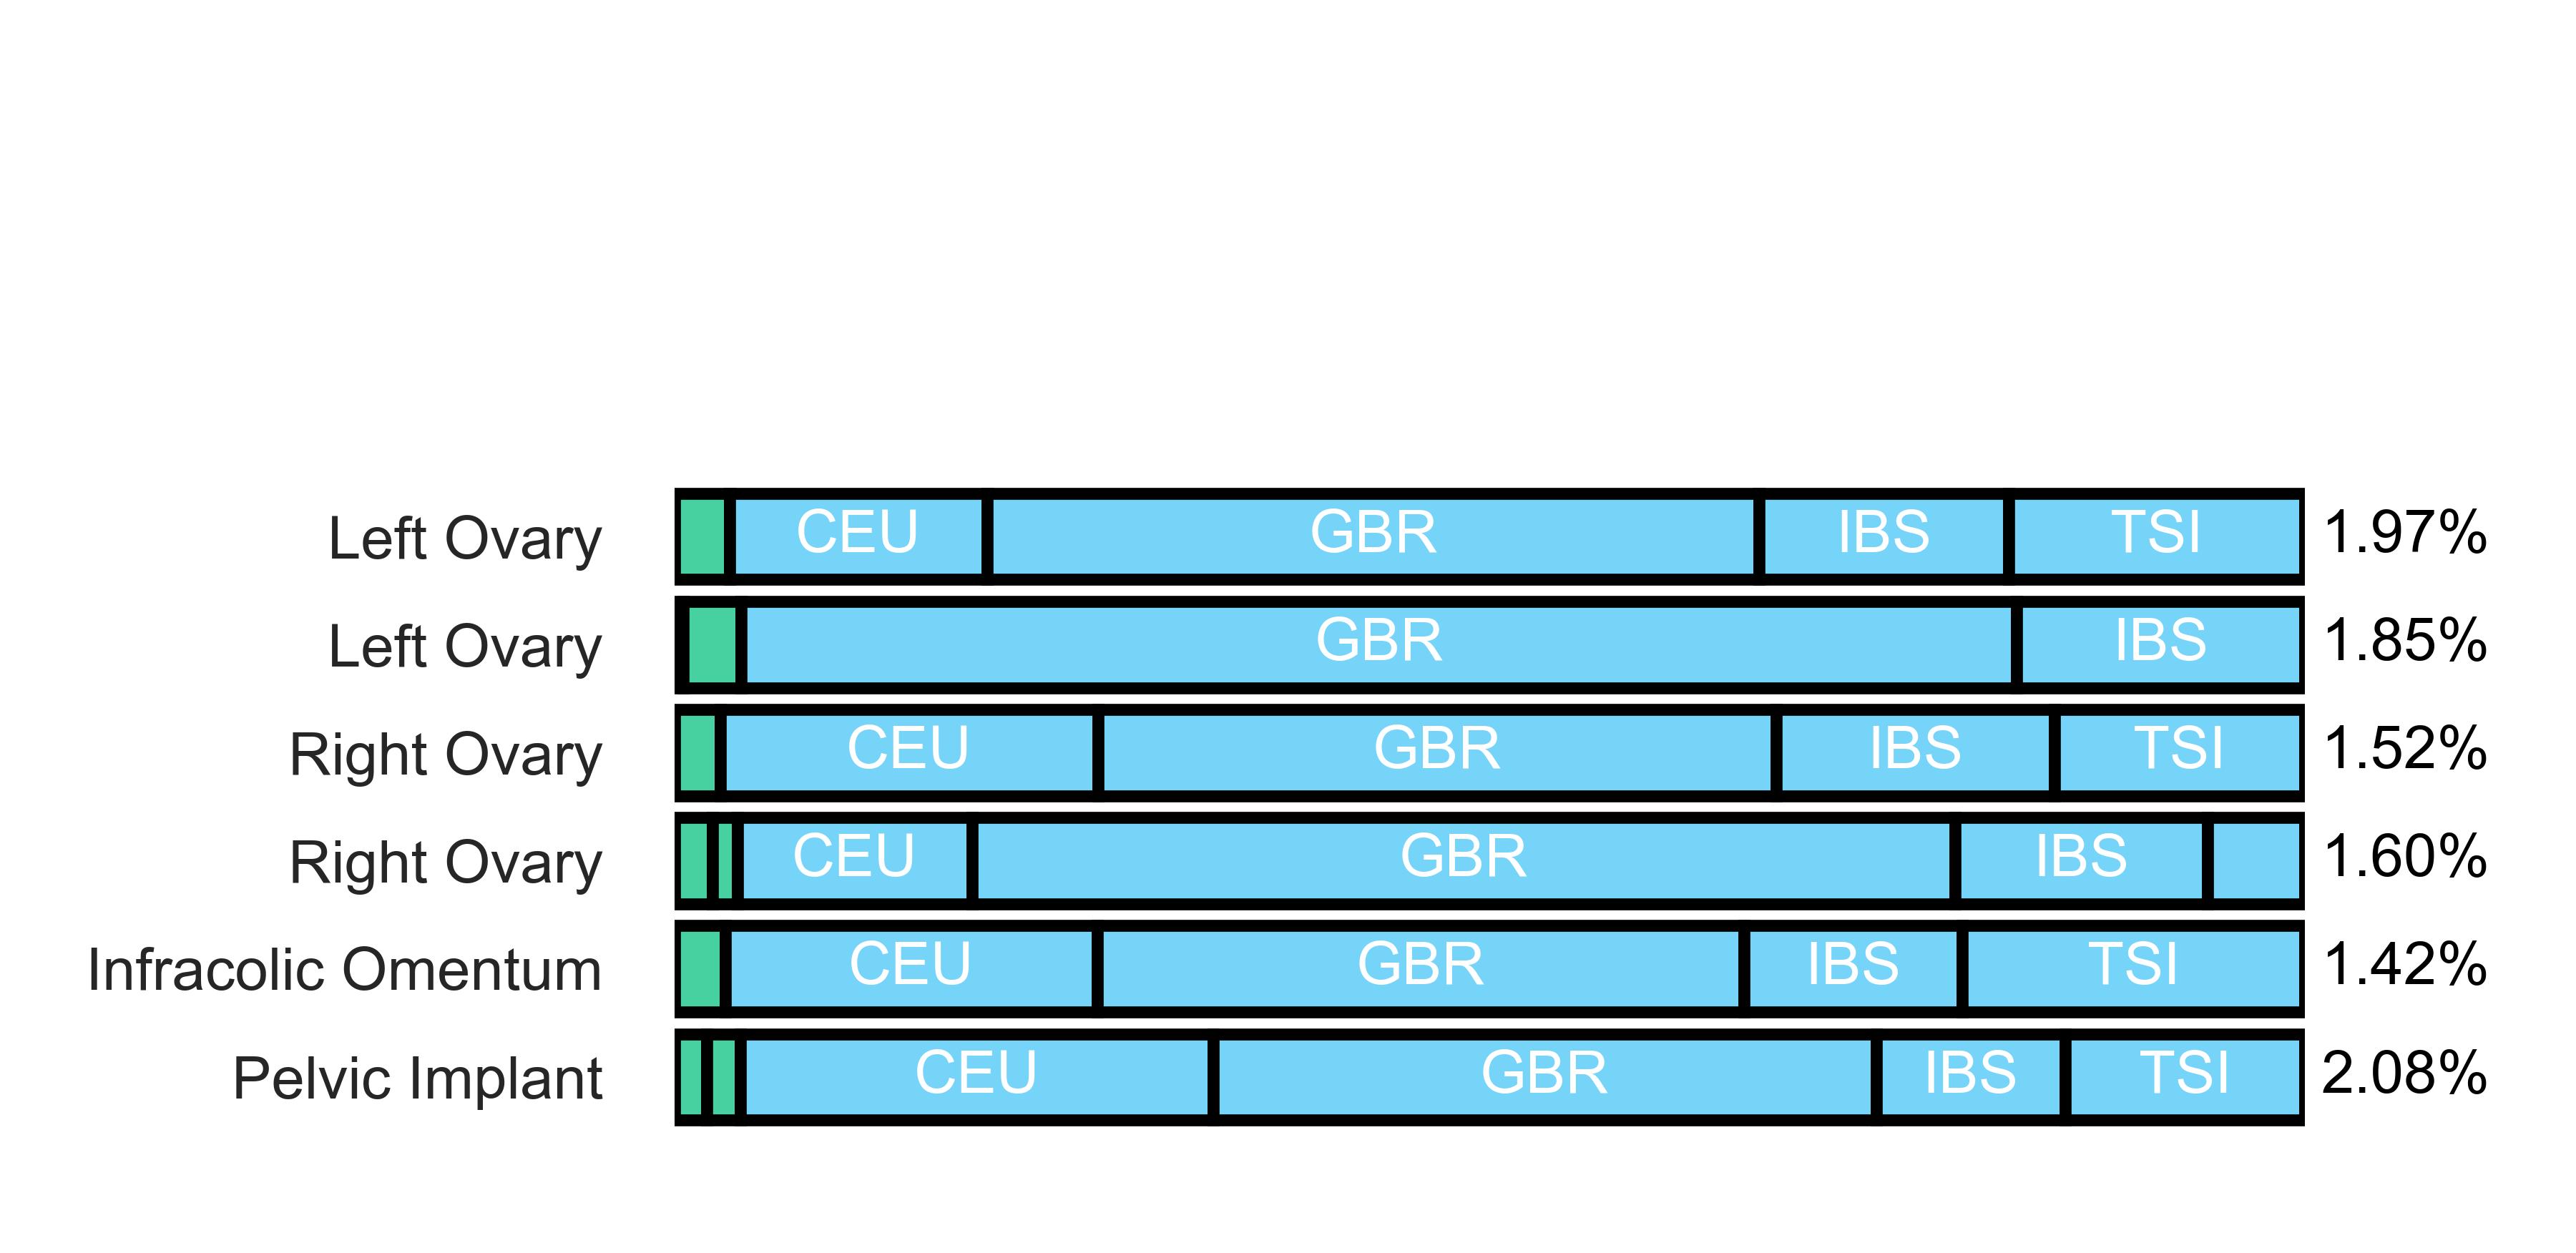 Left Ovary CEU GBR IBS TSI 1.97%
Left Ovary GBR IBS 1.85%
Right Ovary CEU GBR IBS TSI 1.52%
Right Ovary CEU GBR IBS 1.60%
Infracolic Omentum CEU GBR IBS TSI 1.42%
Pelvic Implant CEU GBR IBS TSI 2.08%